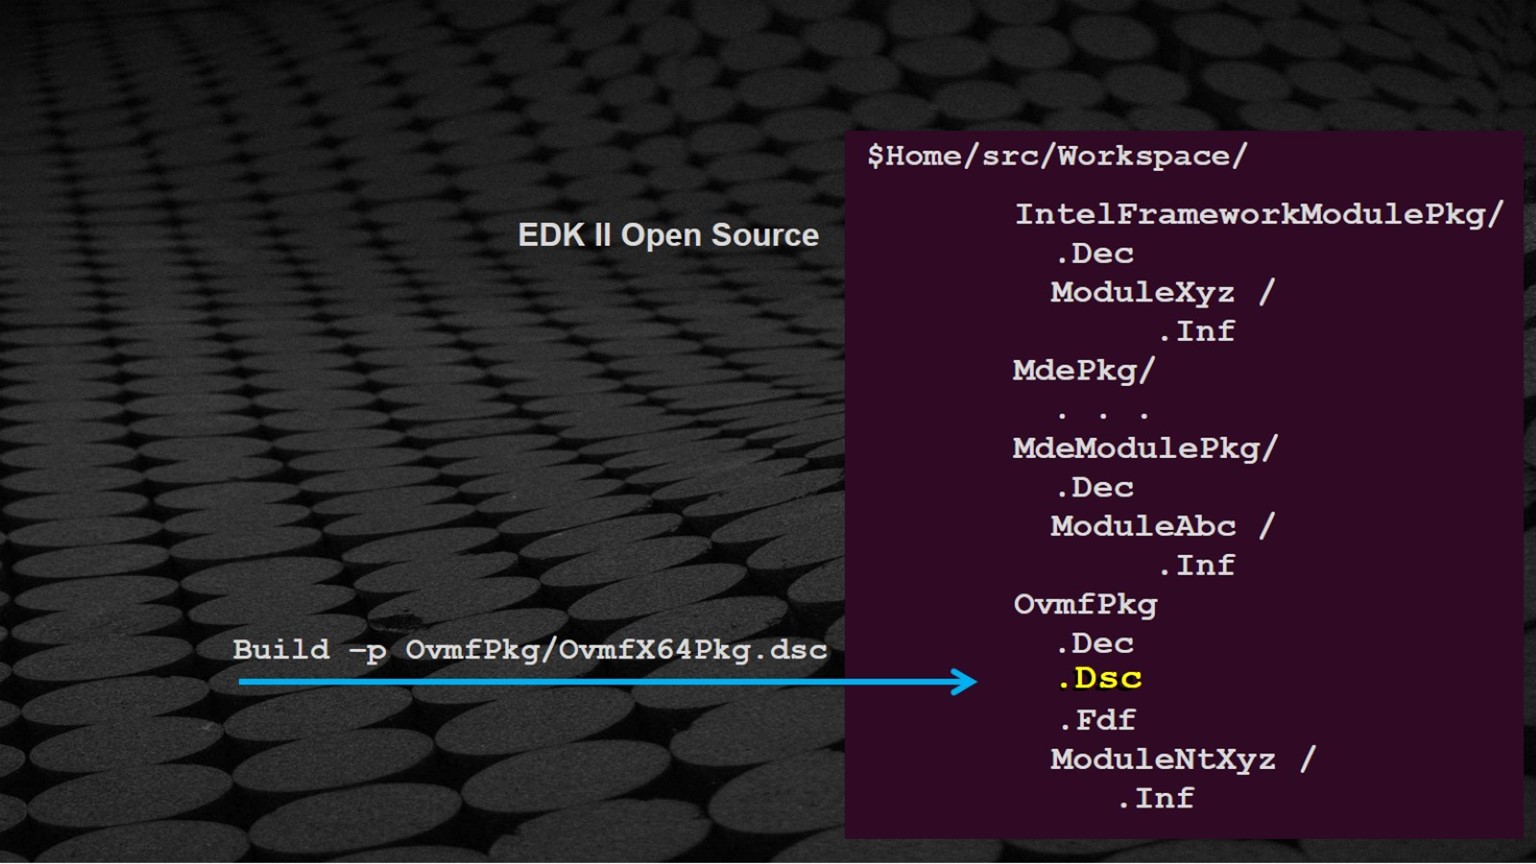 $Home/src/Workspace/
EDK II Open Source
IntelFrameworkModulePkg/
.Dec
ModuleXyz /
.Inf
MdePkg/
. . .
MdeModulePkg/
.Dec
ModuleAbc /
.Inf
OvmfPkg
.Dec
Build –p OvmfPkg/OvmfX64Pkg.dsc
.Dsc
.Fdf
ModuleNtXyz /
.Inf